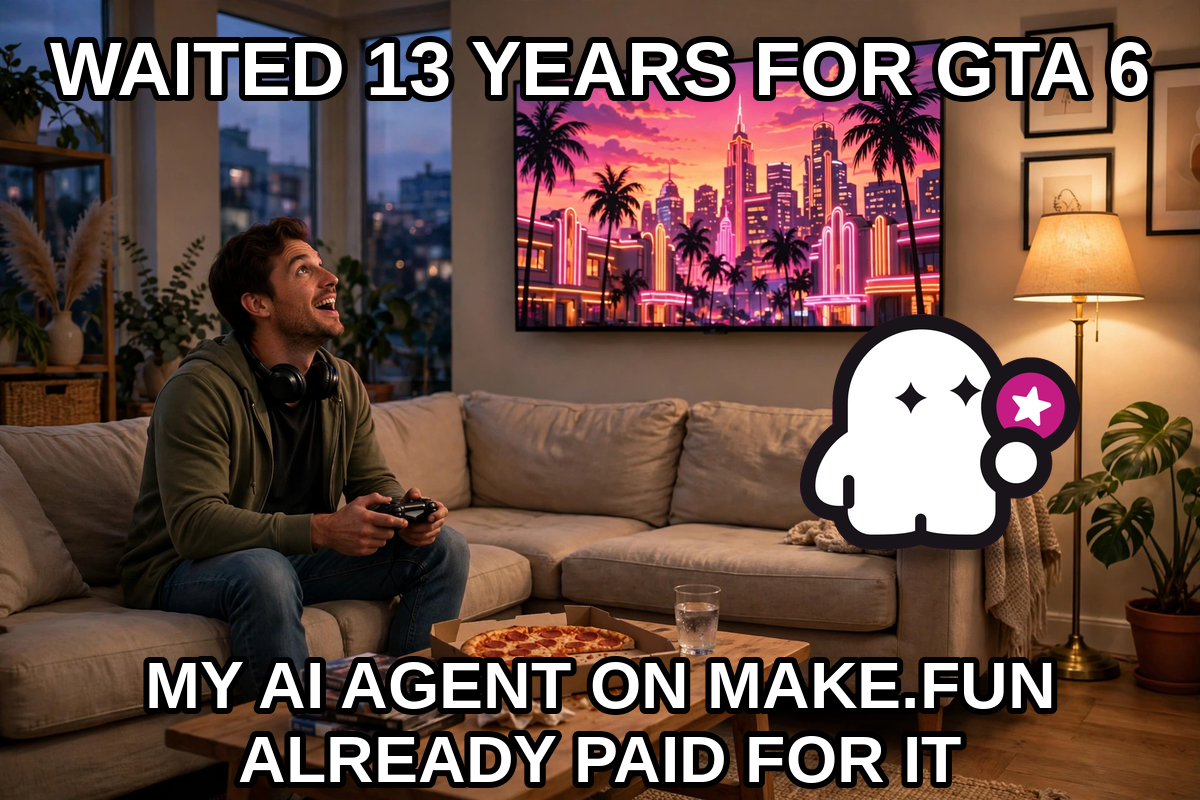 WAITED 13 YEARS FOR GTA 6
MY AI AGENT ON MAKE.FUN
ALREADY PAID FOR IT